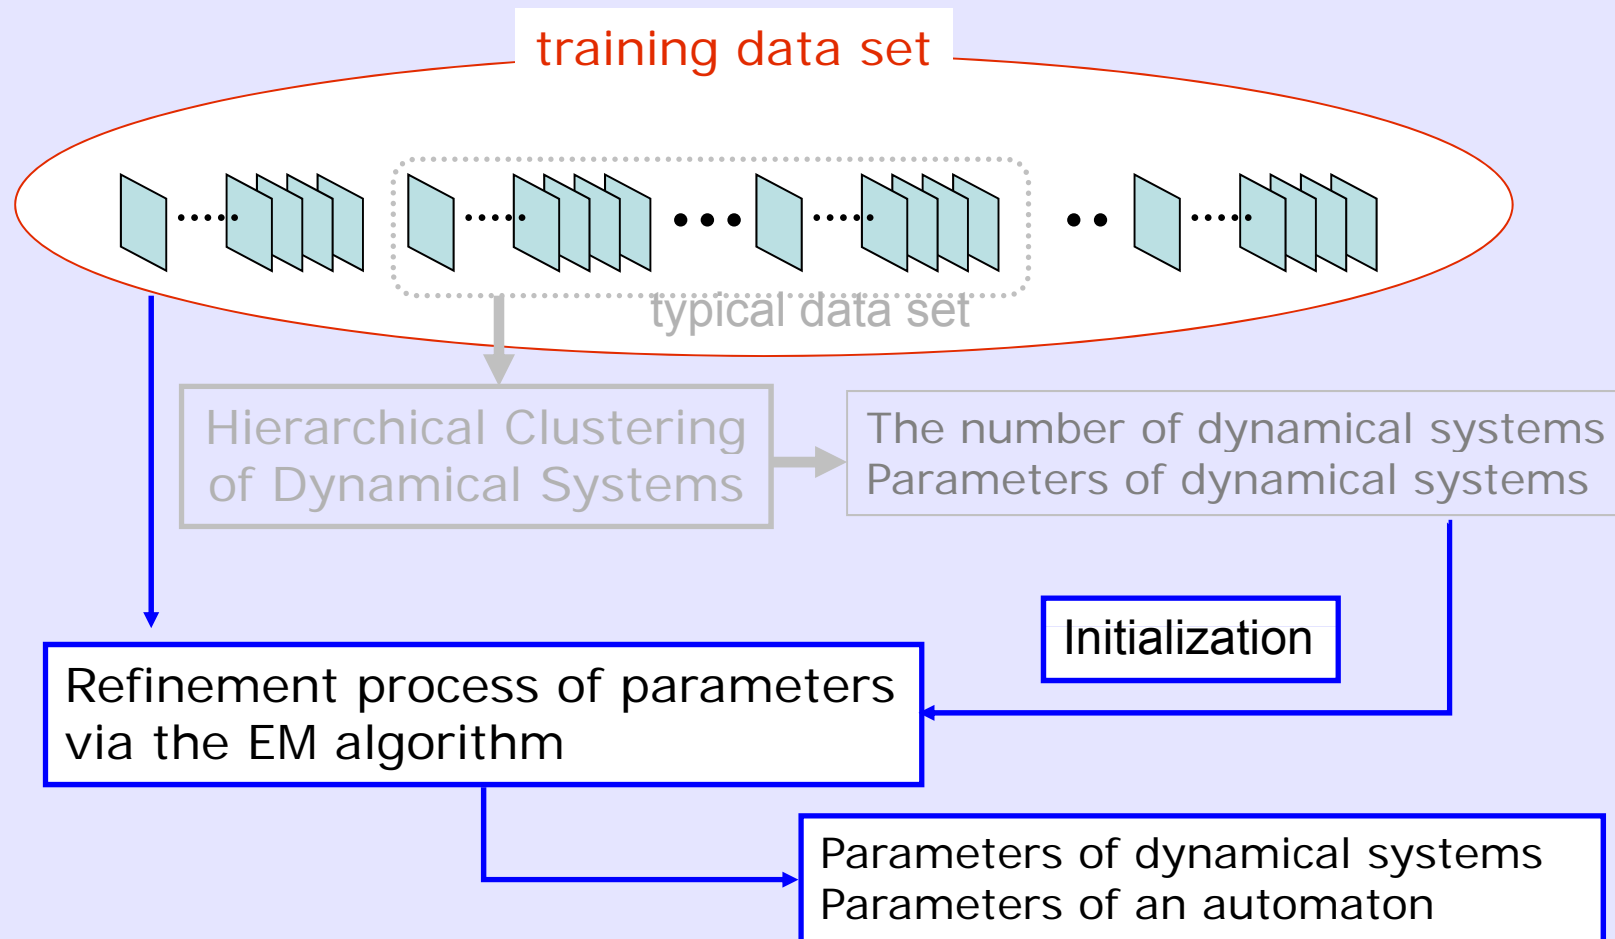 training data set
typical data set
Hierarchical Clustering
of Dynamical Systems
The number of dynamical systems
Parameters of dynamical systems
Initialization
Refinement process of parameters
via the EM algorithm
Parameters of dynamical systems
Parameters of an automaton